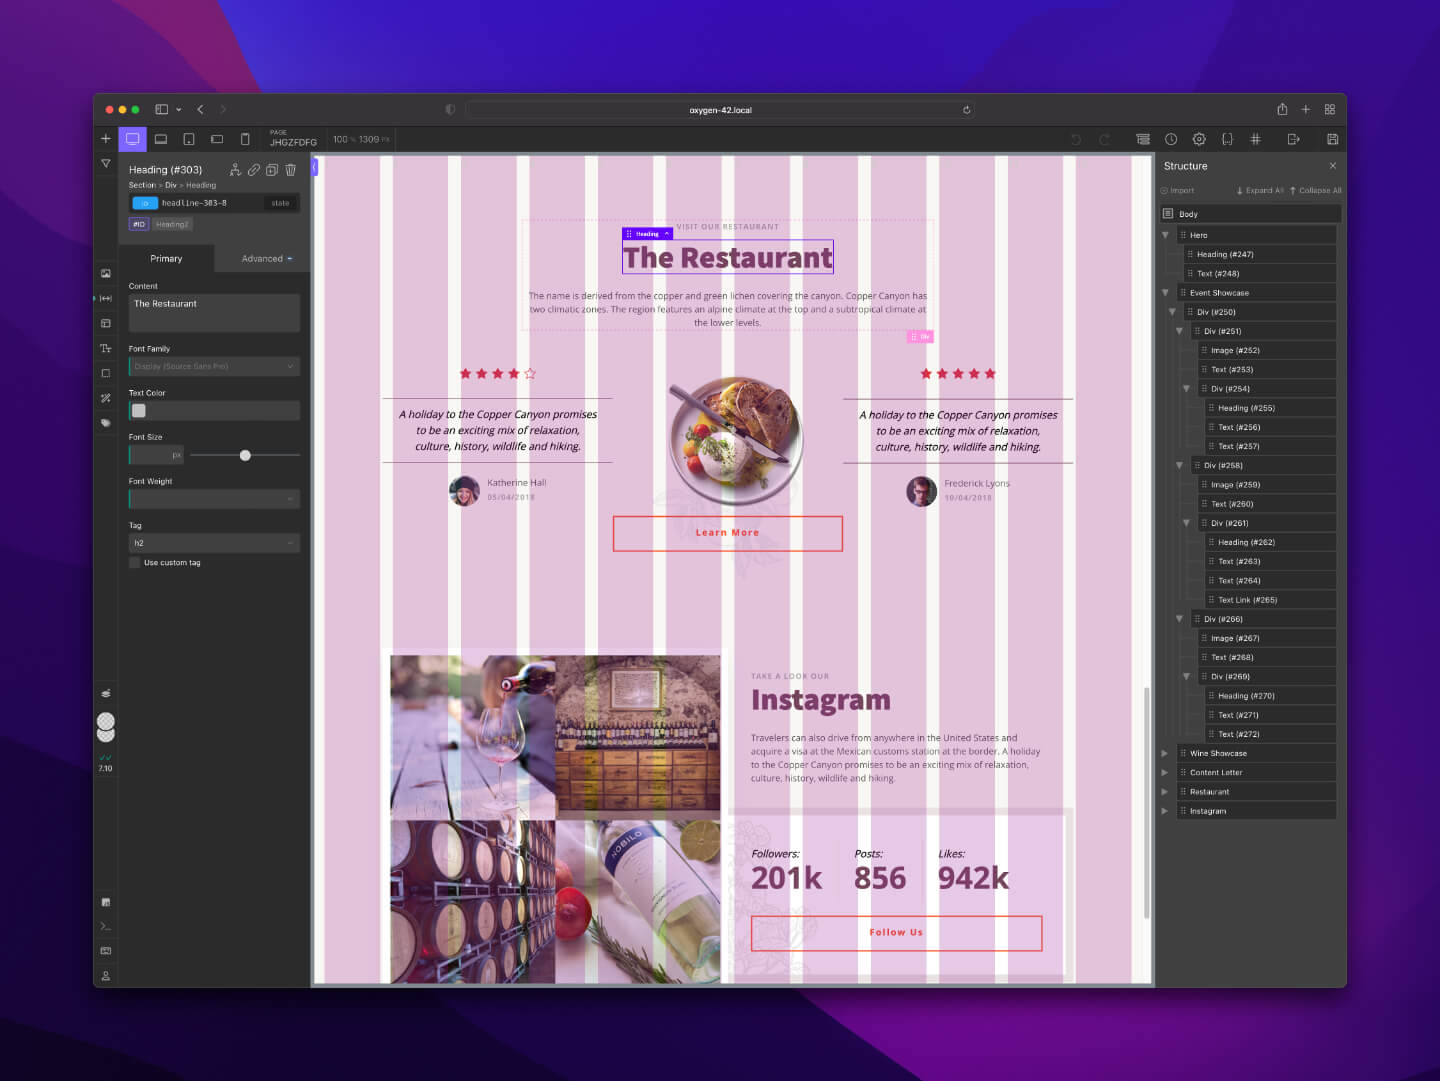 oxygen-42.local
PAGE
JHGZFDFG
100 % 1309 PX
Heading (#303)
Section > Div > Heading
ID headline-303-8 state
#ID Heading2
Primary Advanced
Content
The Restaurant
Font Family
Display (Source Sans Pro)
Text Color
Font Size
px
Font Weight
Tag
h2
Use custom tag
7.10
VISIT OUR RESTAURANT
Heading
The Restaurant
The name is derived from the copper and green lichen covering the canyon. Copper Canyon has
two climatic zones. The region features an alpine climate at the top and a subtropical climate at
the lower levels.
Div
A holiday to the Copper Canyon promises
to be an exciting mix of relaxation,
culture, history, wildlife and hiking.
Katherine Hall
05/04/2018
A holiday to the Copper Canyon promises
to be an exciting mix of relaxation,
culture, history, wildlife and hiking.
Frederick Lyons
10/04/2018
Learn More
NOBILO
TAKE A LOOK OUR
Instagram
Travelers can also drive from anywhere in the United States and
acquire a visa at the Mexican customs station at the border. A holiday
to the Copper Canyon promises to be an exciting mix of relaxation,
culture, history, wildlife and hiking.
Followers: Posts: Likes:
201k 856 942k
Follow Us
Structure
Import Expand All Collapse All
Body
Hero
Heading (#247)
Text (#248)
Event Showcase
Div (#250)
Div (#251)
Image (#252)
Text (#253)
Div (#254)
Heading (#255)
Text (#256)
Text (#257)
Div (#258)
Image (#259)
Text (#260)
Div (#261)
Heading (#262)
Text (#263)
Text (#264)
Text Link (#265)
Div (#266)
Image (#267)
Text (#268)
Div (#269)
Heading (#270)
Text (#271)
Text (#272)
Wine Showcase
Content Letter
Restaurant
Instagram